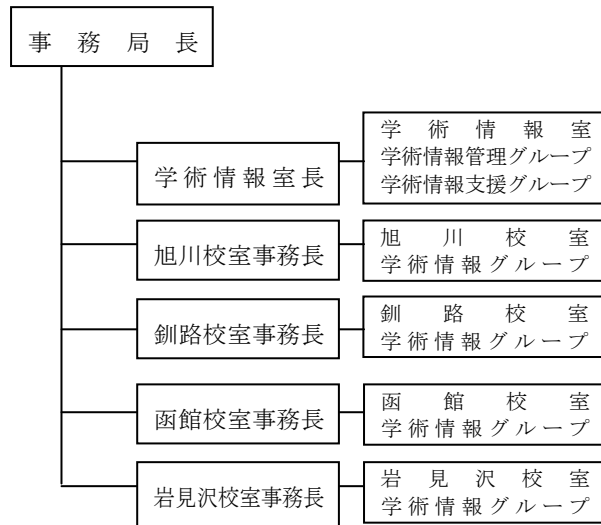 事務局長
学術情報室長
学術情報室
学術情報管理グループ
学術情報支援グループ
旭川校室事務長
旭川校室
学術情報グループ
釧路校室事務長
釧路校室
学術情報グループ
函館校室事務長
函館校室
学術情報グループ
岩見沢校室事務長
岩見沢校室
学術情報グループ